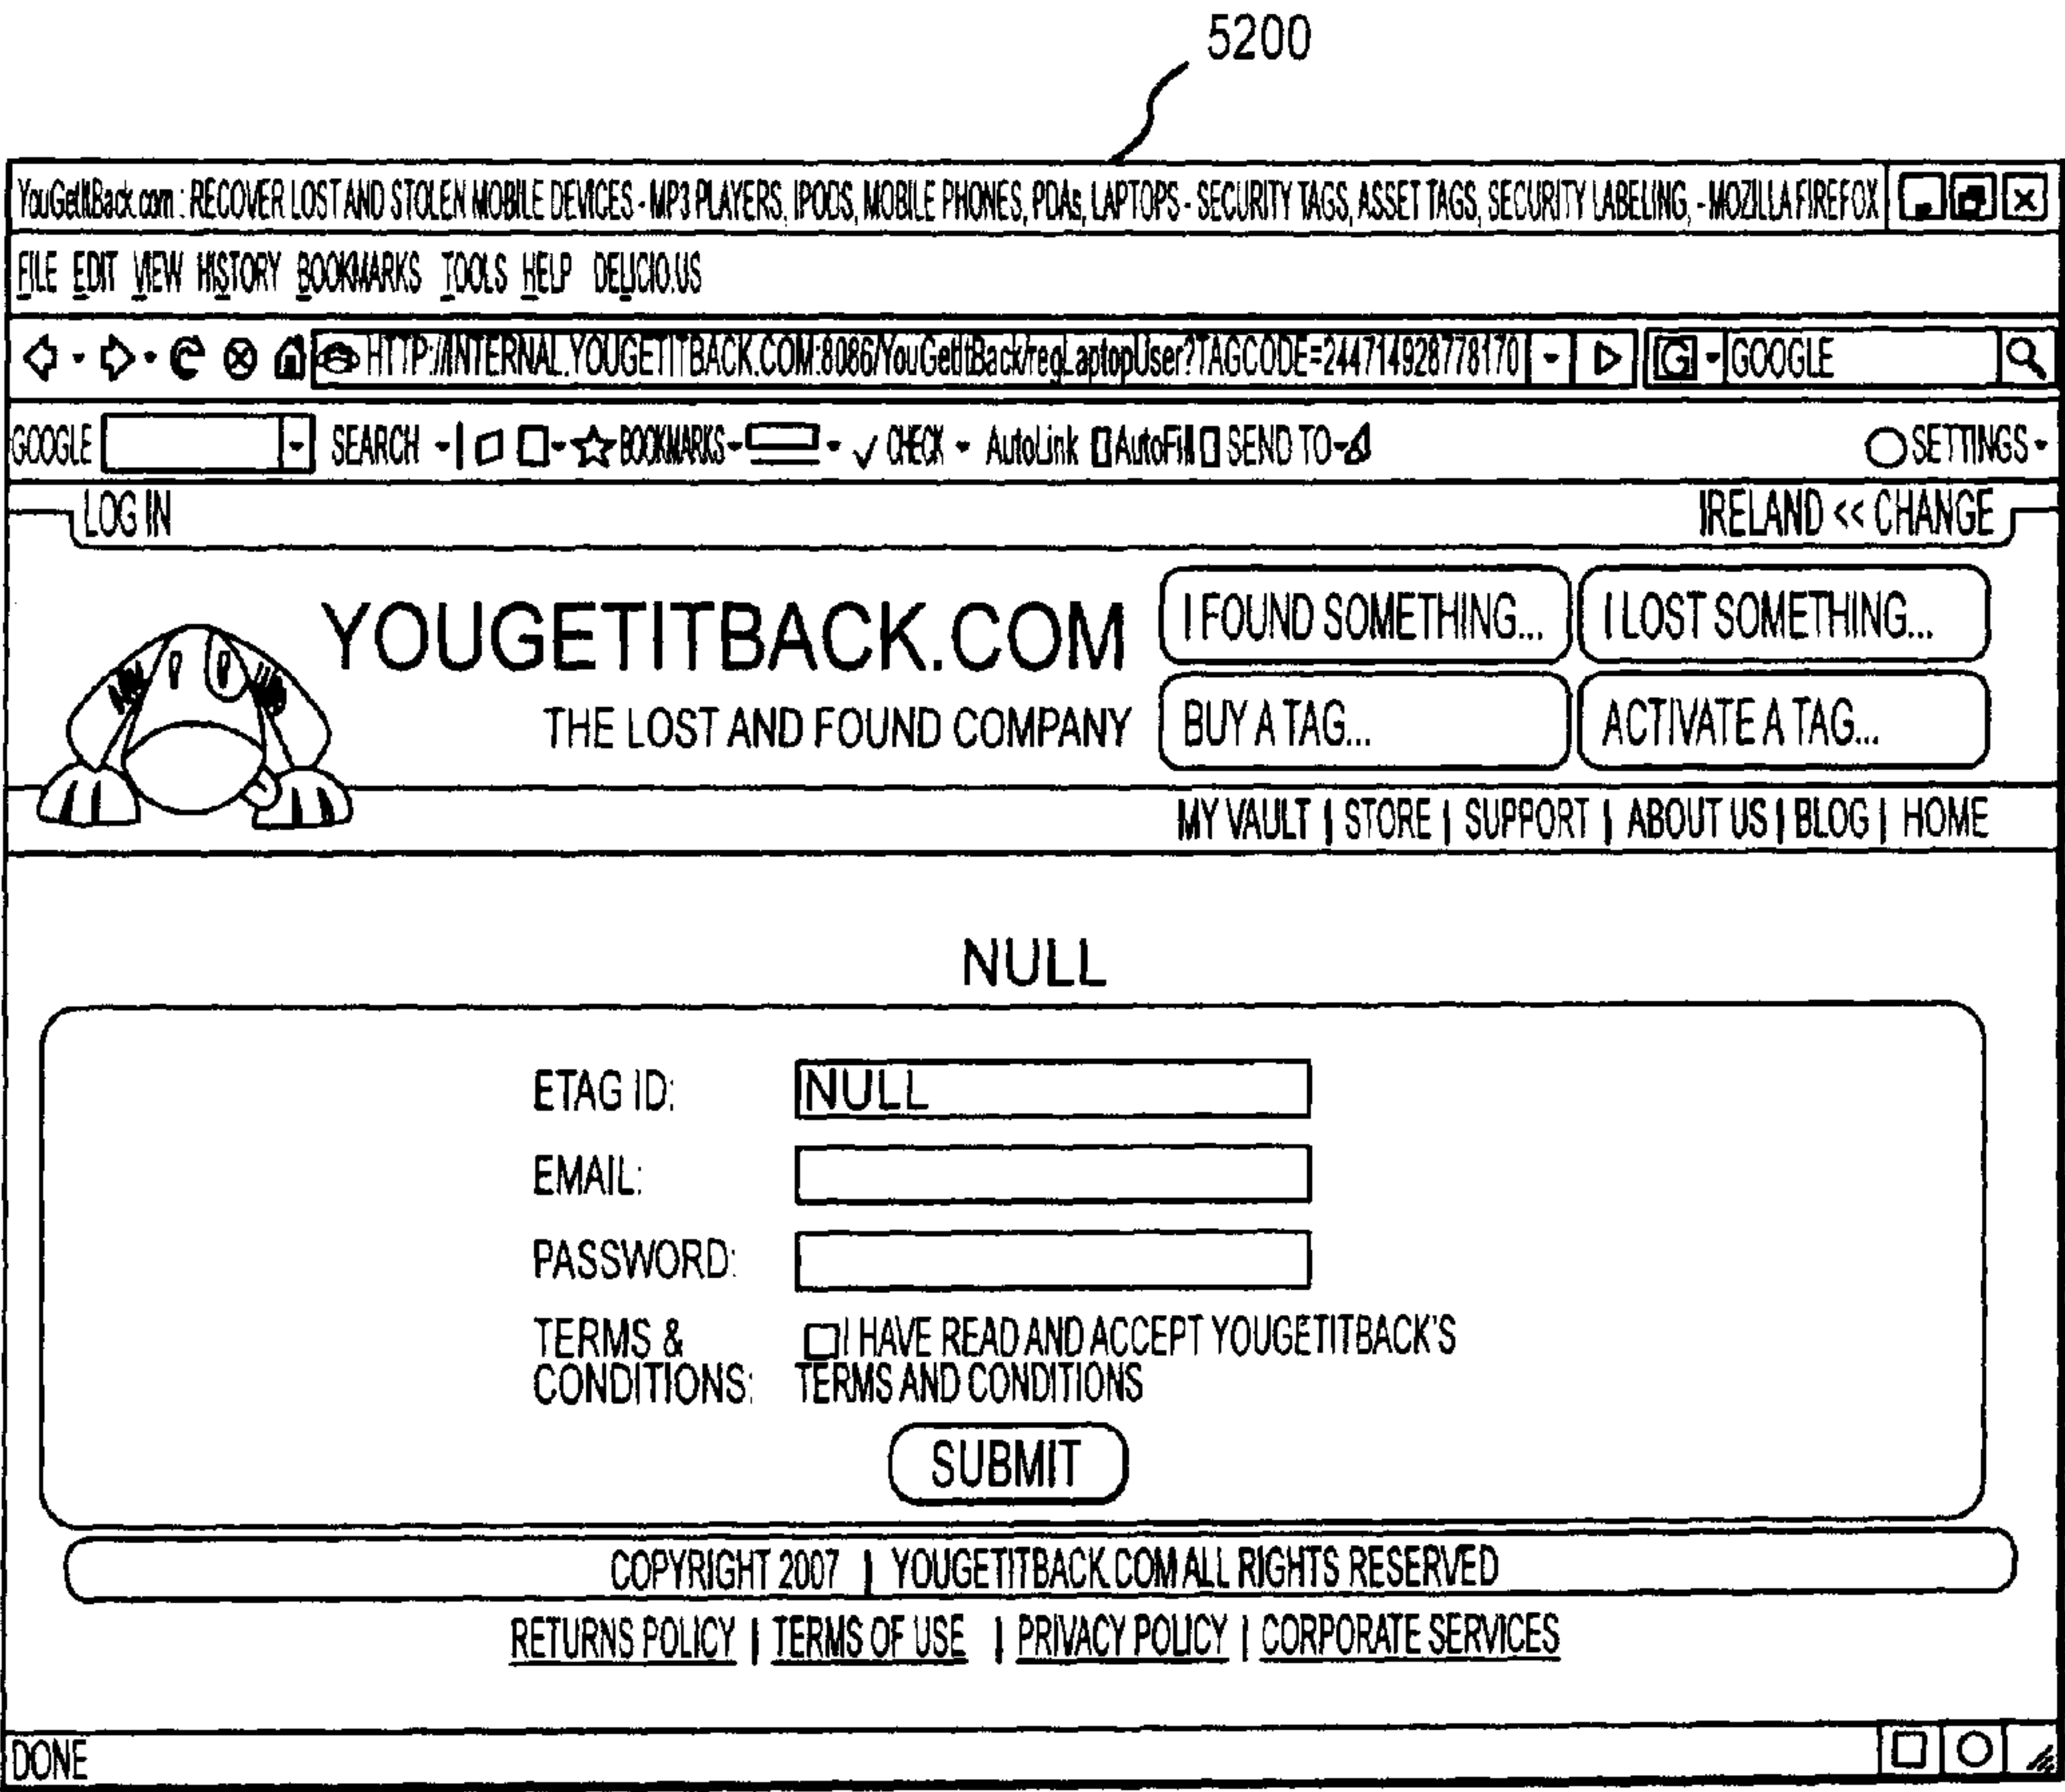 5200
YouGetItBack.com : RECOVER LOST AND STOLEN MOBILE DEVICES - MP3 PLAYERS, IPODS, MOBILE PHONES, PDAs, LAPTOPS - SECURITY TAGS, ASSET TAGS, SECURITY LABELING, - MOZILLA FIREFOX
FILE EDIT VIEW HISTORY BOOKMARKS TOOLS HELP DELICIO.US
HTTP://INTERNAL.YOUGETITBACK.COM:8086/YouGetItBack/regLaptopUser?TAGCODE=244714928778170 G GOOGLE
GOOGLE SEARCH BOOKMARKS CHECK AutoLink AutoFill SEND TO SETTINGS
LOG IN IRELAND << CHANGE
YOUGETITBACK.COM
THE LOST AND FOUND COMPANY
I FOUND SOMETHING... I LOST SOMETHING...
BUY A TAG... ACTIVATE A TAG...
MY VAULT | STORE | SUPPORT | ABOUT US | BLOG | HOME
NULL
ETAG ID: NULL
EMAIL:
PASSWORD:
TERMS & CONDITIONS: I HAVE READ AND ACCEPT YOUGETITBACK'S
TERMS AND CONDITIONS
SUBMIT
COPYRIGHT 2007 | YOUGETITBACK.COM ALL RIGHTS RESERVED
RETURNS POLICY | TERMS OF USE | PRIVACY POLICY | CORPORATE SERVICES
DONE